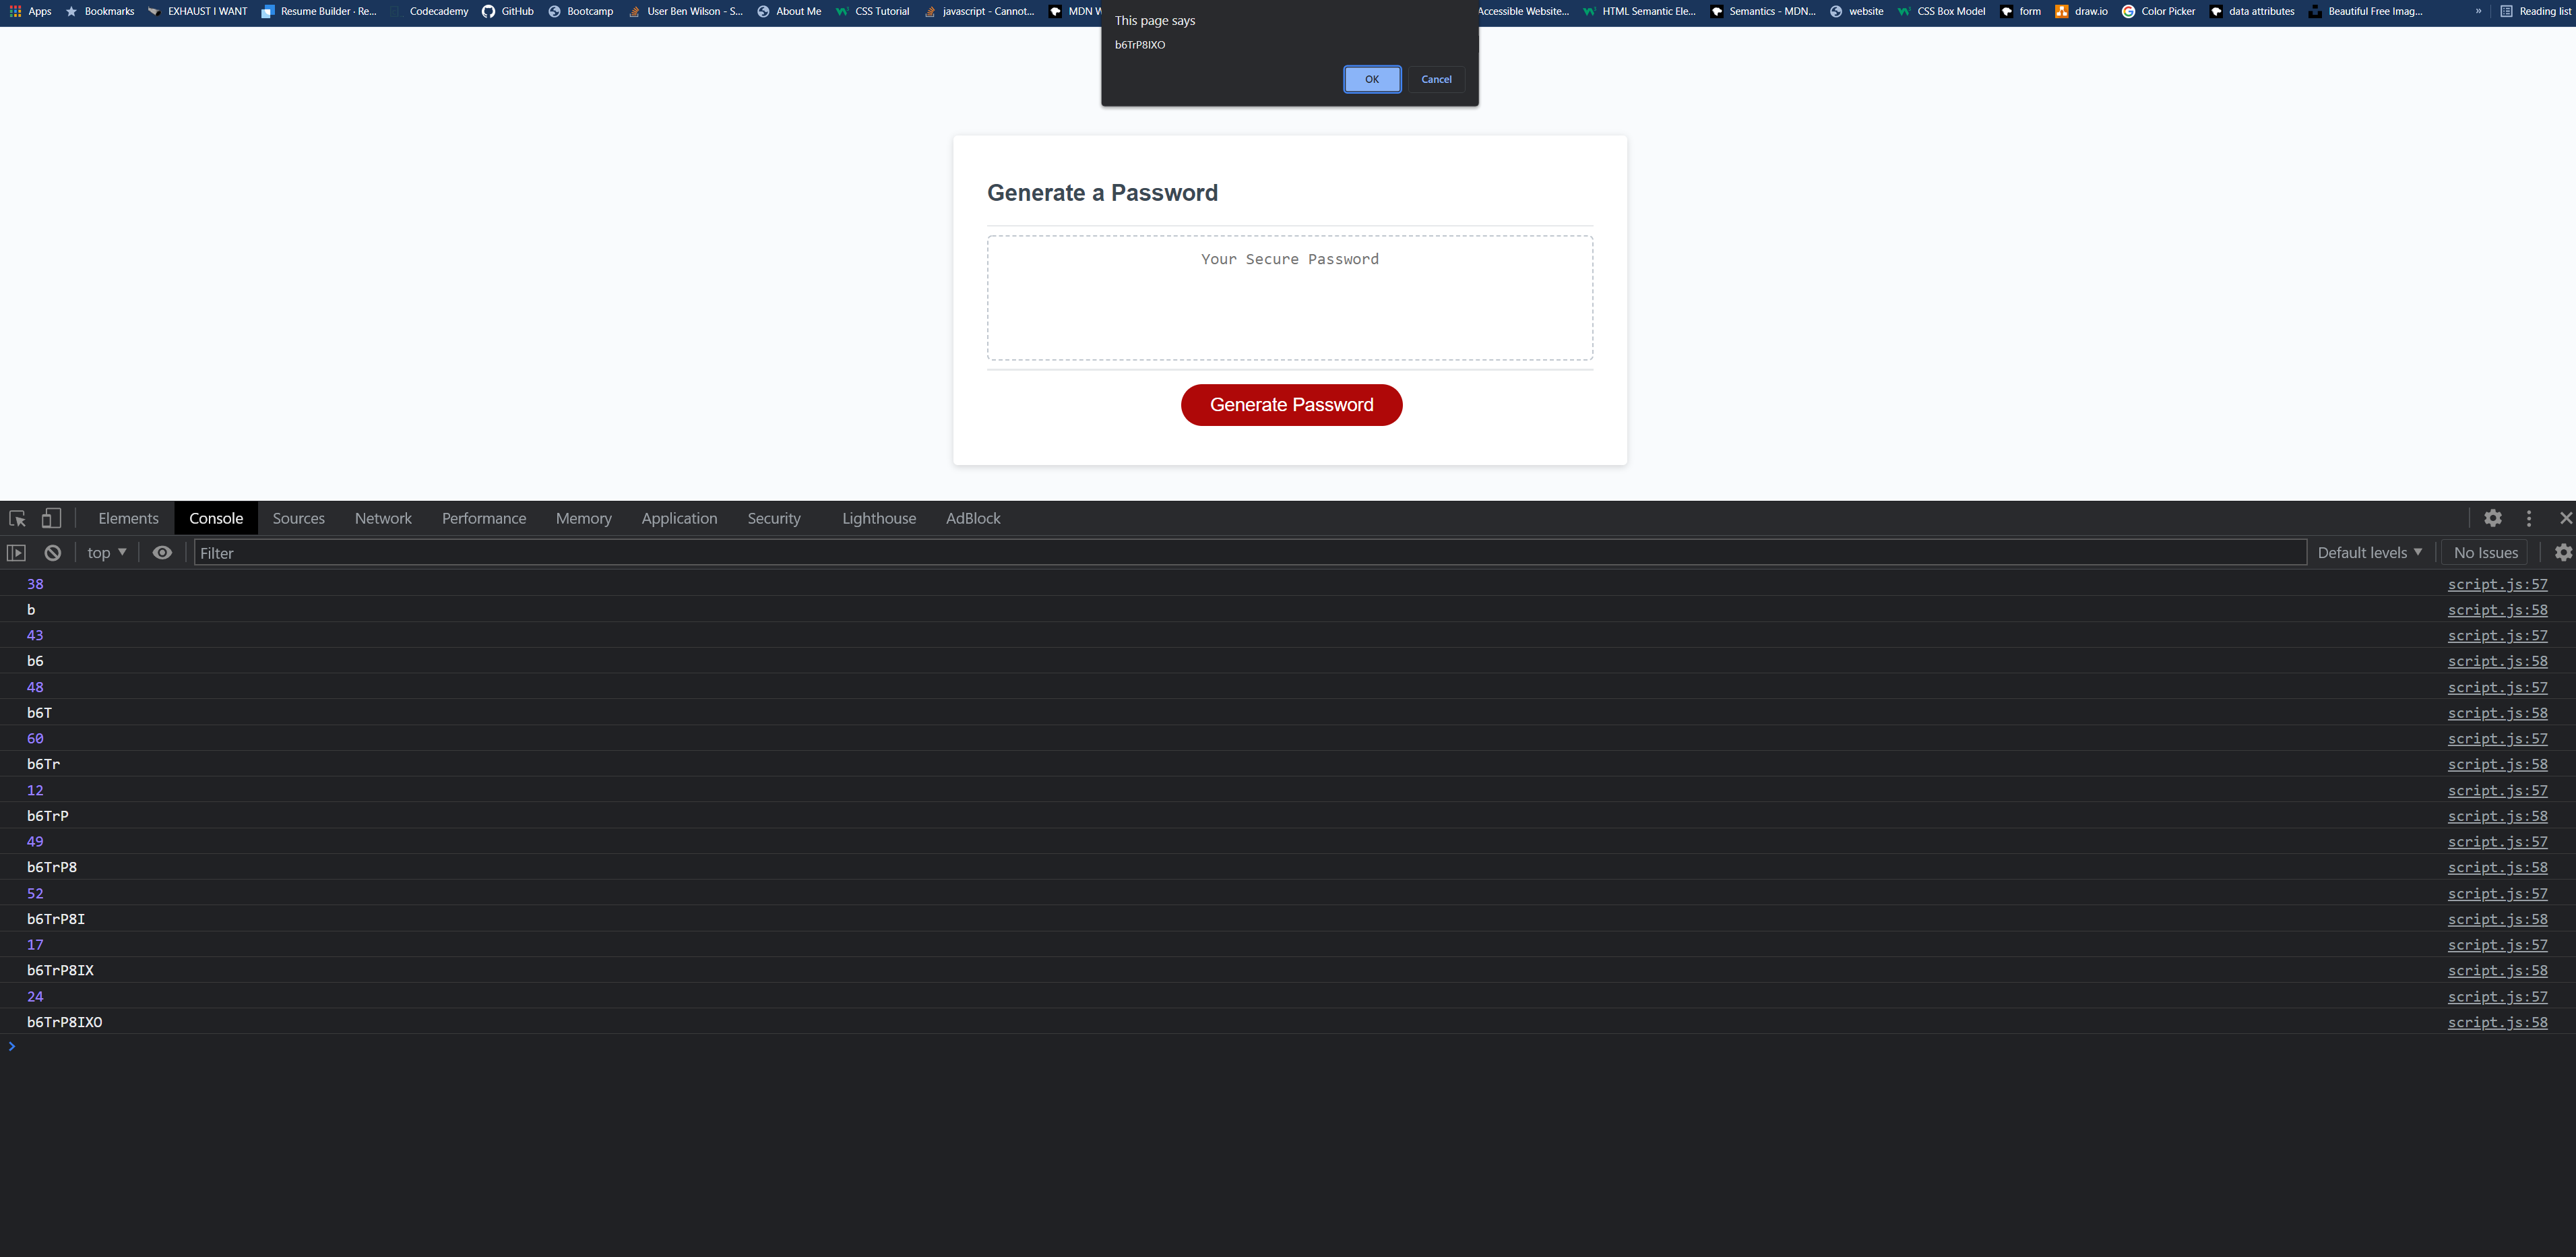 Apps Bookmarks EXHAUST I WANT Resume Builder · Re... Codecademy GitHub Bootcamp User Ben Wilson - S... About Me CSS Tutorial javascript - Cannot... MDN W Accessible Website... HTML Semantic Ele... Semantics - MDN... website CSS Box Model form draw.io Color Picker data attributes Beautiful Free Imag... » Reading list
This page says
b6TrP8IXO
OK Cancel
Generate a Password
Your Secure Password
Generate Password
Elements Console Sources Network Performance Memory Application Security Lighthouse AdBlock
top Filter Default levels No Issues
38 script.js:57
b script.js:58
43 script.js:57
b6 script.js:58
48 script.js:57
b6T script.js:58
60 script.js:57
b6Tr script.js:58
12 script.js:57
b6TrP script.js:58
49 script.js:57
b6TrP8 script.js:58
52 script.js:57
b6TrP8I script.js:58
17 script.js:57
b6TrP8IX script.js:58
24 script.js:57
b6TrP8IXO script.js:58
>